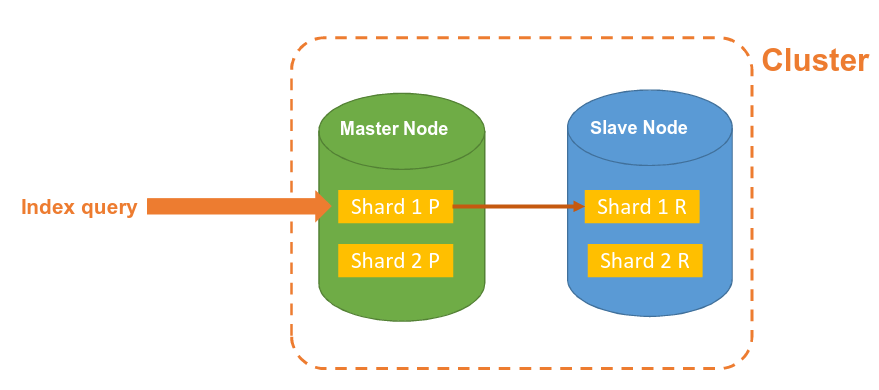 Cluster
Master Node
Slave Node
Index query
Shard 1 P
Shard 1 R
Shard 2 P
Shard 2 R